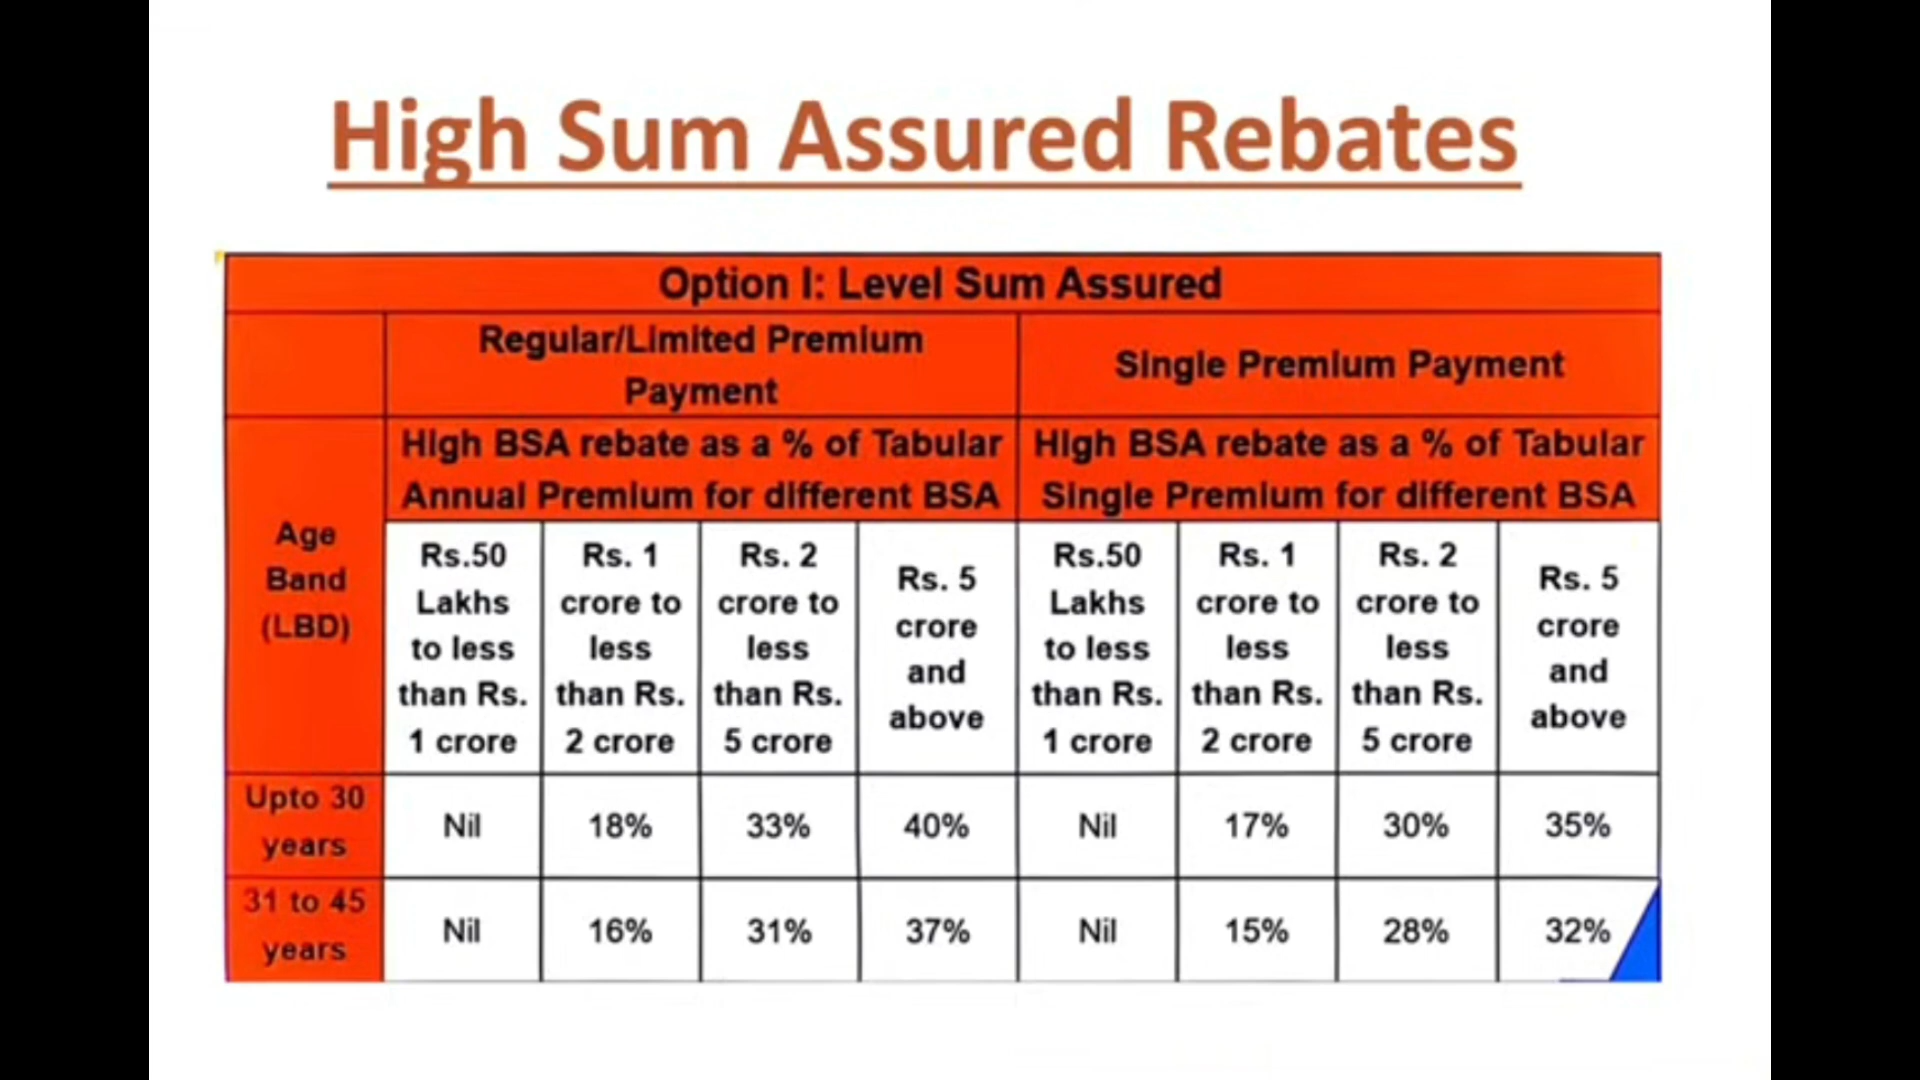 High Sum Assured Rebates
Option I: Level Sum Assured
Regular/Limited Premium
Payment
Single Premium Payment
Age
Band
(LBD)
High BSA rebate as a % of Tabular
Annual Premium for different BSA
High BSA rebate as a % of Tabular
Single Premium for different BSA
Rs.50
Lakhs
to less
than Rs.
1 crore
Rs. 1
crore to
less
than Rs.
2 crore
Rs. 2
crore to
less
than Rs.
5 crore
Rs. 5
crore
and
above
Rs.50
Lakhs
to less
than Rs.
1 crore
Rs. 1
crore to
less
than Rs.
2 crore
Rs. 2
crore to
less
than Rs.
5 crore
Rs. 5
crore
and
above
Upto 30
years
Nil
18%
33%
40%
Nil
17%
30%
35%
31 to 45
years
Nil
16%
31%
37%
Nil
15%
28%
32%